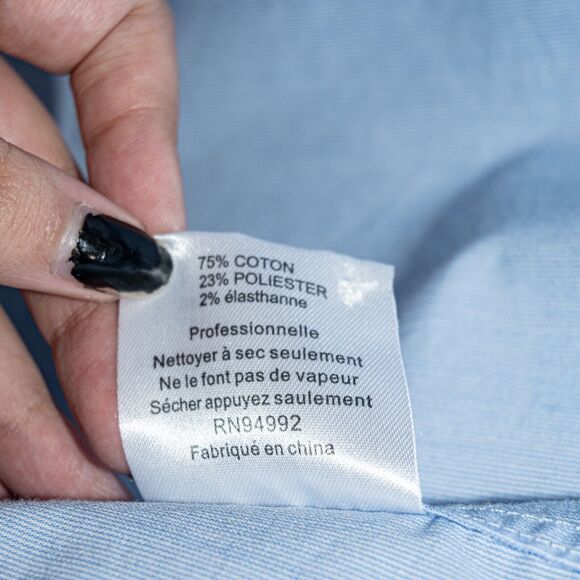 75% COTON
23% POLIESTER
2% élasthanne
Professionnelle
Nettoyer à sec seulement
Ne le font pas de vapeur
Sécher appuyez saulement
RN94992
Fabriqué en china